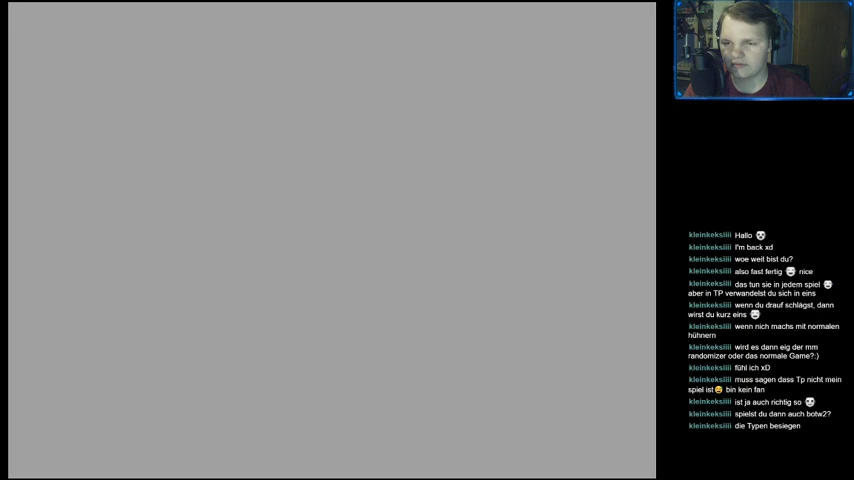 kleinkeksiiii Hallo
kleinkeksiiii I'm back xd
kleinkeksiiii woe weit bist du?
kleinkeksiiii also fast fertig nice
kleinkeksiiii das tun sie in jedem spiel
aber in TP verwandelst du sich in eins
kleinkeksiiii wenn du drauf schlägst, dann
wirst du kurz eins
kleinkeksiiii wenn nich machs mit normalen
hühnern
kleinkeksiiii wird es dann eig der mm
randomizer oder das normale Game?:)
kleinkeksiiii fühl ich xD
kleinkeksiiii muss sagen dass Tp nicht mein
spiel ist bin kein fan
kleinkeksiiii ist ja auch richtig so
kleinkeksiiii spielst du dann auch botw2?
kleinkeksiiii die Typen besiegen